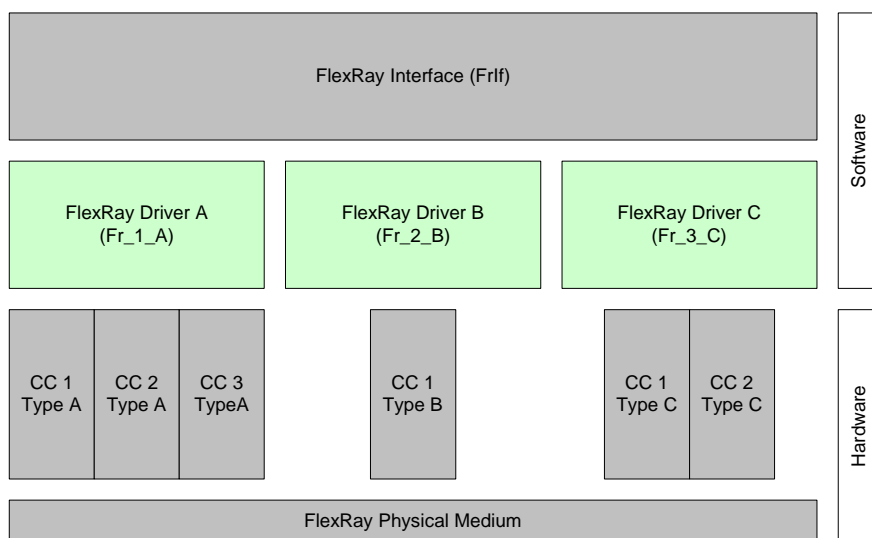 FlexRay Interface (FrIf)
Software
FlexRay Driver A
(Fr_1_A)
FlexRay Driver B
(Fr_2_B)
FlexRay Driver C
(Fr_3_C)
CC 1
Type A
CC 2
Type A
CC 3
TypeA
CC 1
Type B
CC 1
Type C
CC 2
Type C
Hardware
FlexRay Physical Medium